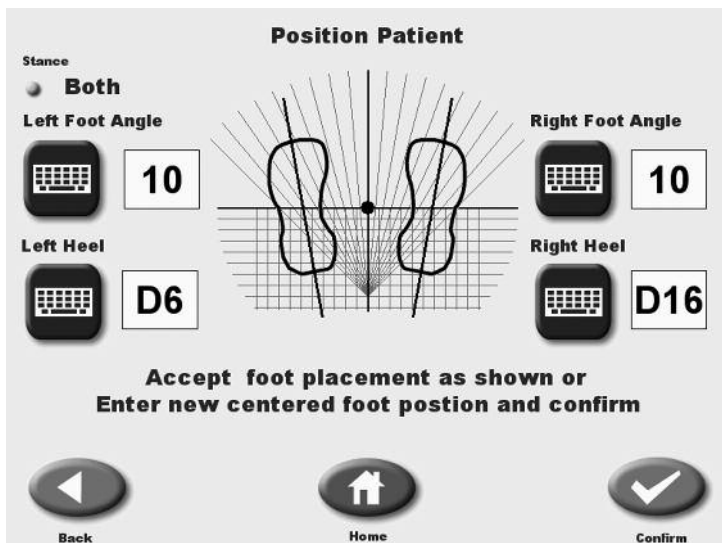 Position Patient
Stance
Both
Left Foot Angle
10
Right Foot Angle
10
Left Heel
D6
Right Heel
D16
Accept foot placement as shown or
Enter new centered foot postion and confirm
Back
Home
Confirm